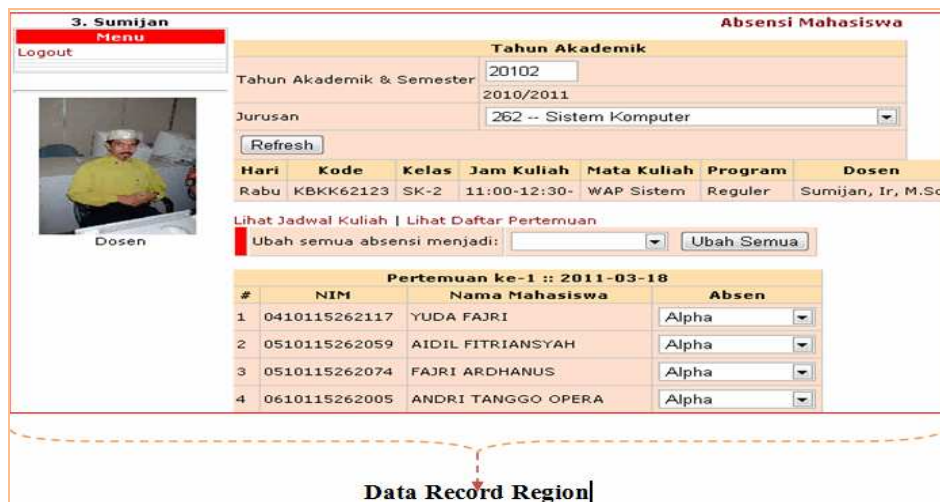 3. Sumijan
Absensi Mahasiswa
Menu
Logout
Dosen
Tahun Akademik
Tahun Akademik & Semester 20102
2010/2011
Jurusan 262 -- Sistem Komputer
Refresh
Hari Kode Kelas Jam Kuliah Mata Kuliah Program Dosen
Rabu KBKK62123 SK-2 11:00-12:30- WAP Sistem Reguler Sumijan, Ir, M.Sc
Lihat Jadwal Kuliah | Lihat Daftar Pertemuan
Ubah semua absensi menjadi: Ubah Semua
Pertemuan ke-1 :: 2011-03-18
# NIM Nama Mahasiswa Absen
1 0410115262117 YUDA FAJRI Alpha
2 0510115262059 AIDIL FITRIANSYAH Alpha
3 0510115262074 FAJRI ARDHANUS Alpha
4 0610115262005 ANDRI TANGGO OPERA Alpha
Data Record Region